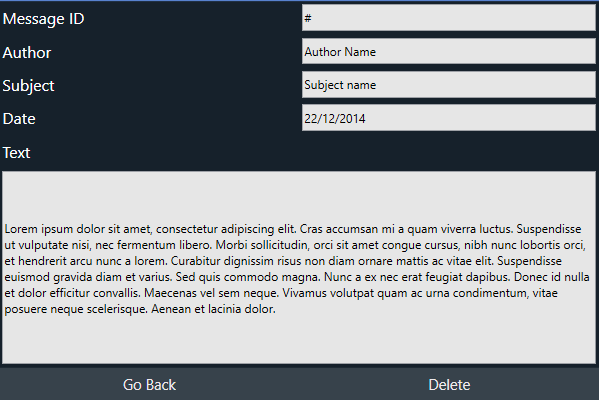 Message ID #
Author Author Name
Subject Subject name
Date 22/12/2014
Text
Lorem ipsum dolor sit amet, consectetur adipiscing elit. Cras accumsan mi a quam viverra luctus. Suspendisse
ut vulputate nisi, nec fermentum libero. Morbi sollicitudin, orci sit amet congue cursus, nibh nunc lobortis orci,
et hendrerit arcu nunc a lorem. Curabitur dignissim risus non diam ornare mattis ac vitae elit. Suspendisse
euismod gravida diam et varius. Sed quis commodo magna. Nunc a ex nec erat feugiat dapibus. Donec id nulla
et dolor efficitur convallis. Maecenas vel sem neque. Vivamus volutpat quam ac urna condimentum, vitae
posuere neque scelerisque. Aenean et lacinia dolor.
Go Back Delete